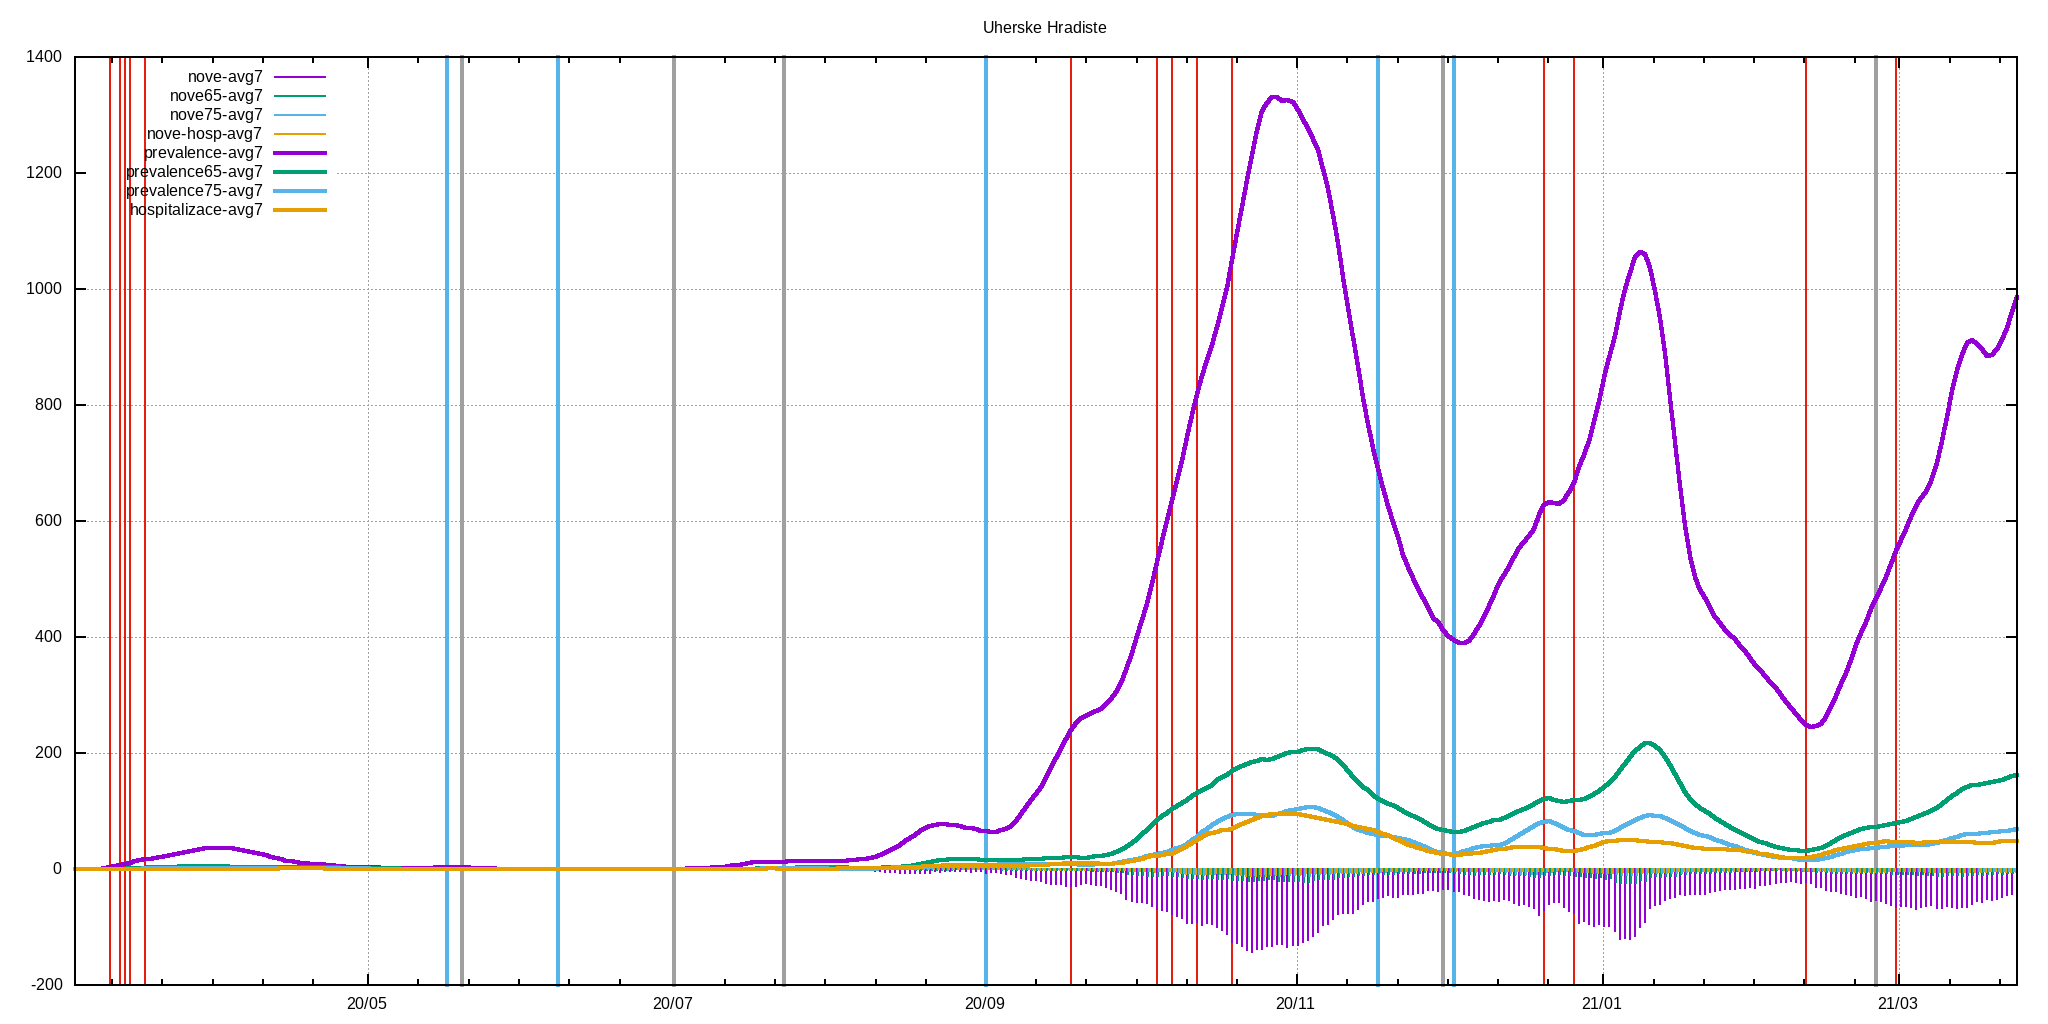 Uherske Hradiste
1400
1200
1000
800
600
400
200
0
-200
nove-avg7
nove65-avg7
nove75-avg7
nove-hosp-avg7
prevalence-avg7
prevalence65-avg7
prevalence75-avg7
hospitalizace-avg7
20/05
20/07
20/09
20/11
21/01
21/03